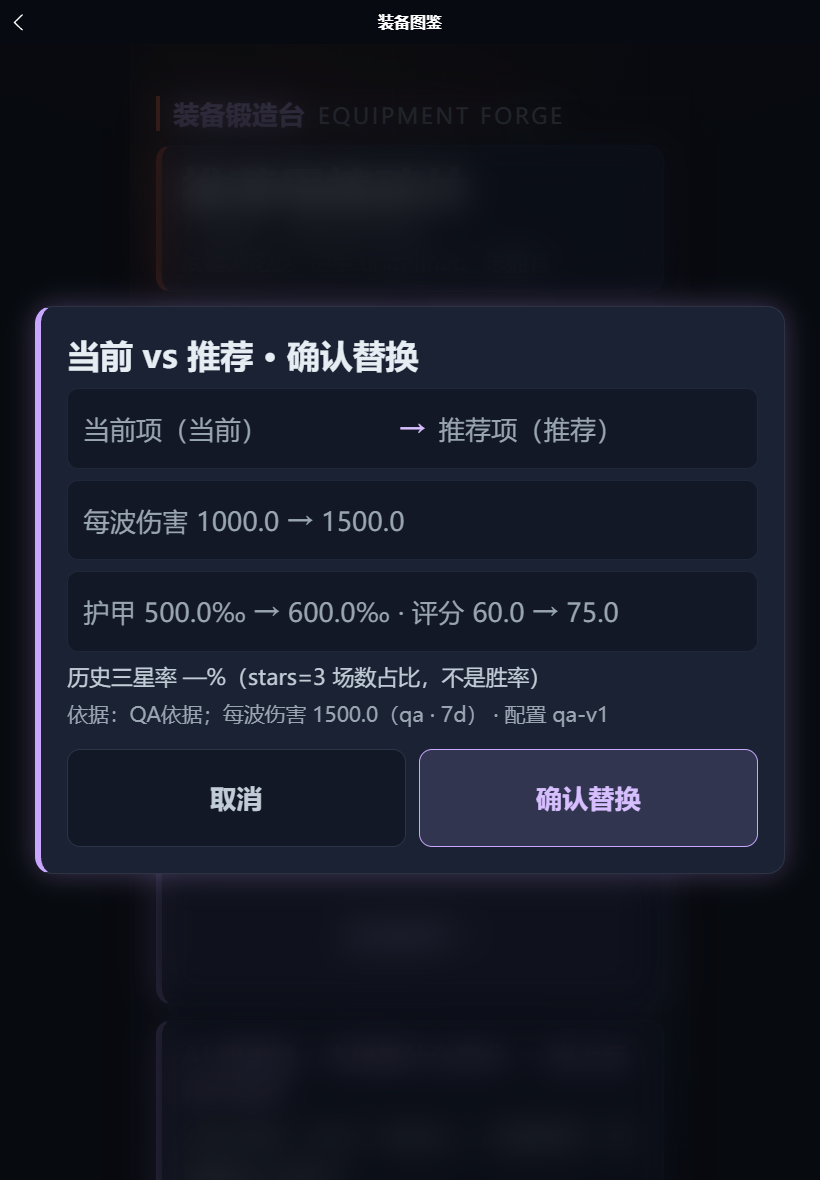 装备图鉴
装备锻造台 EQUIPMENT FORGE
当前 vs 推荐 • 确认替换
当前项（当前） → 推荐项（推荐）
每波伤害 1000.0 → 1500.0
护甲 500.0‰ → 600.0‰ · 评分 60.0 → 75.0
历史三星率 —%（stars=3 场数占比，不是胜率）
依据：QA依据；每波伤害 1500.0（qa · 7d） · 配置 qa-v1
取消 确认替换